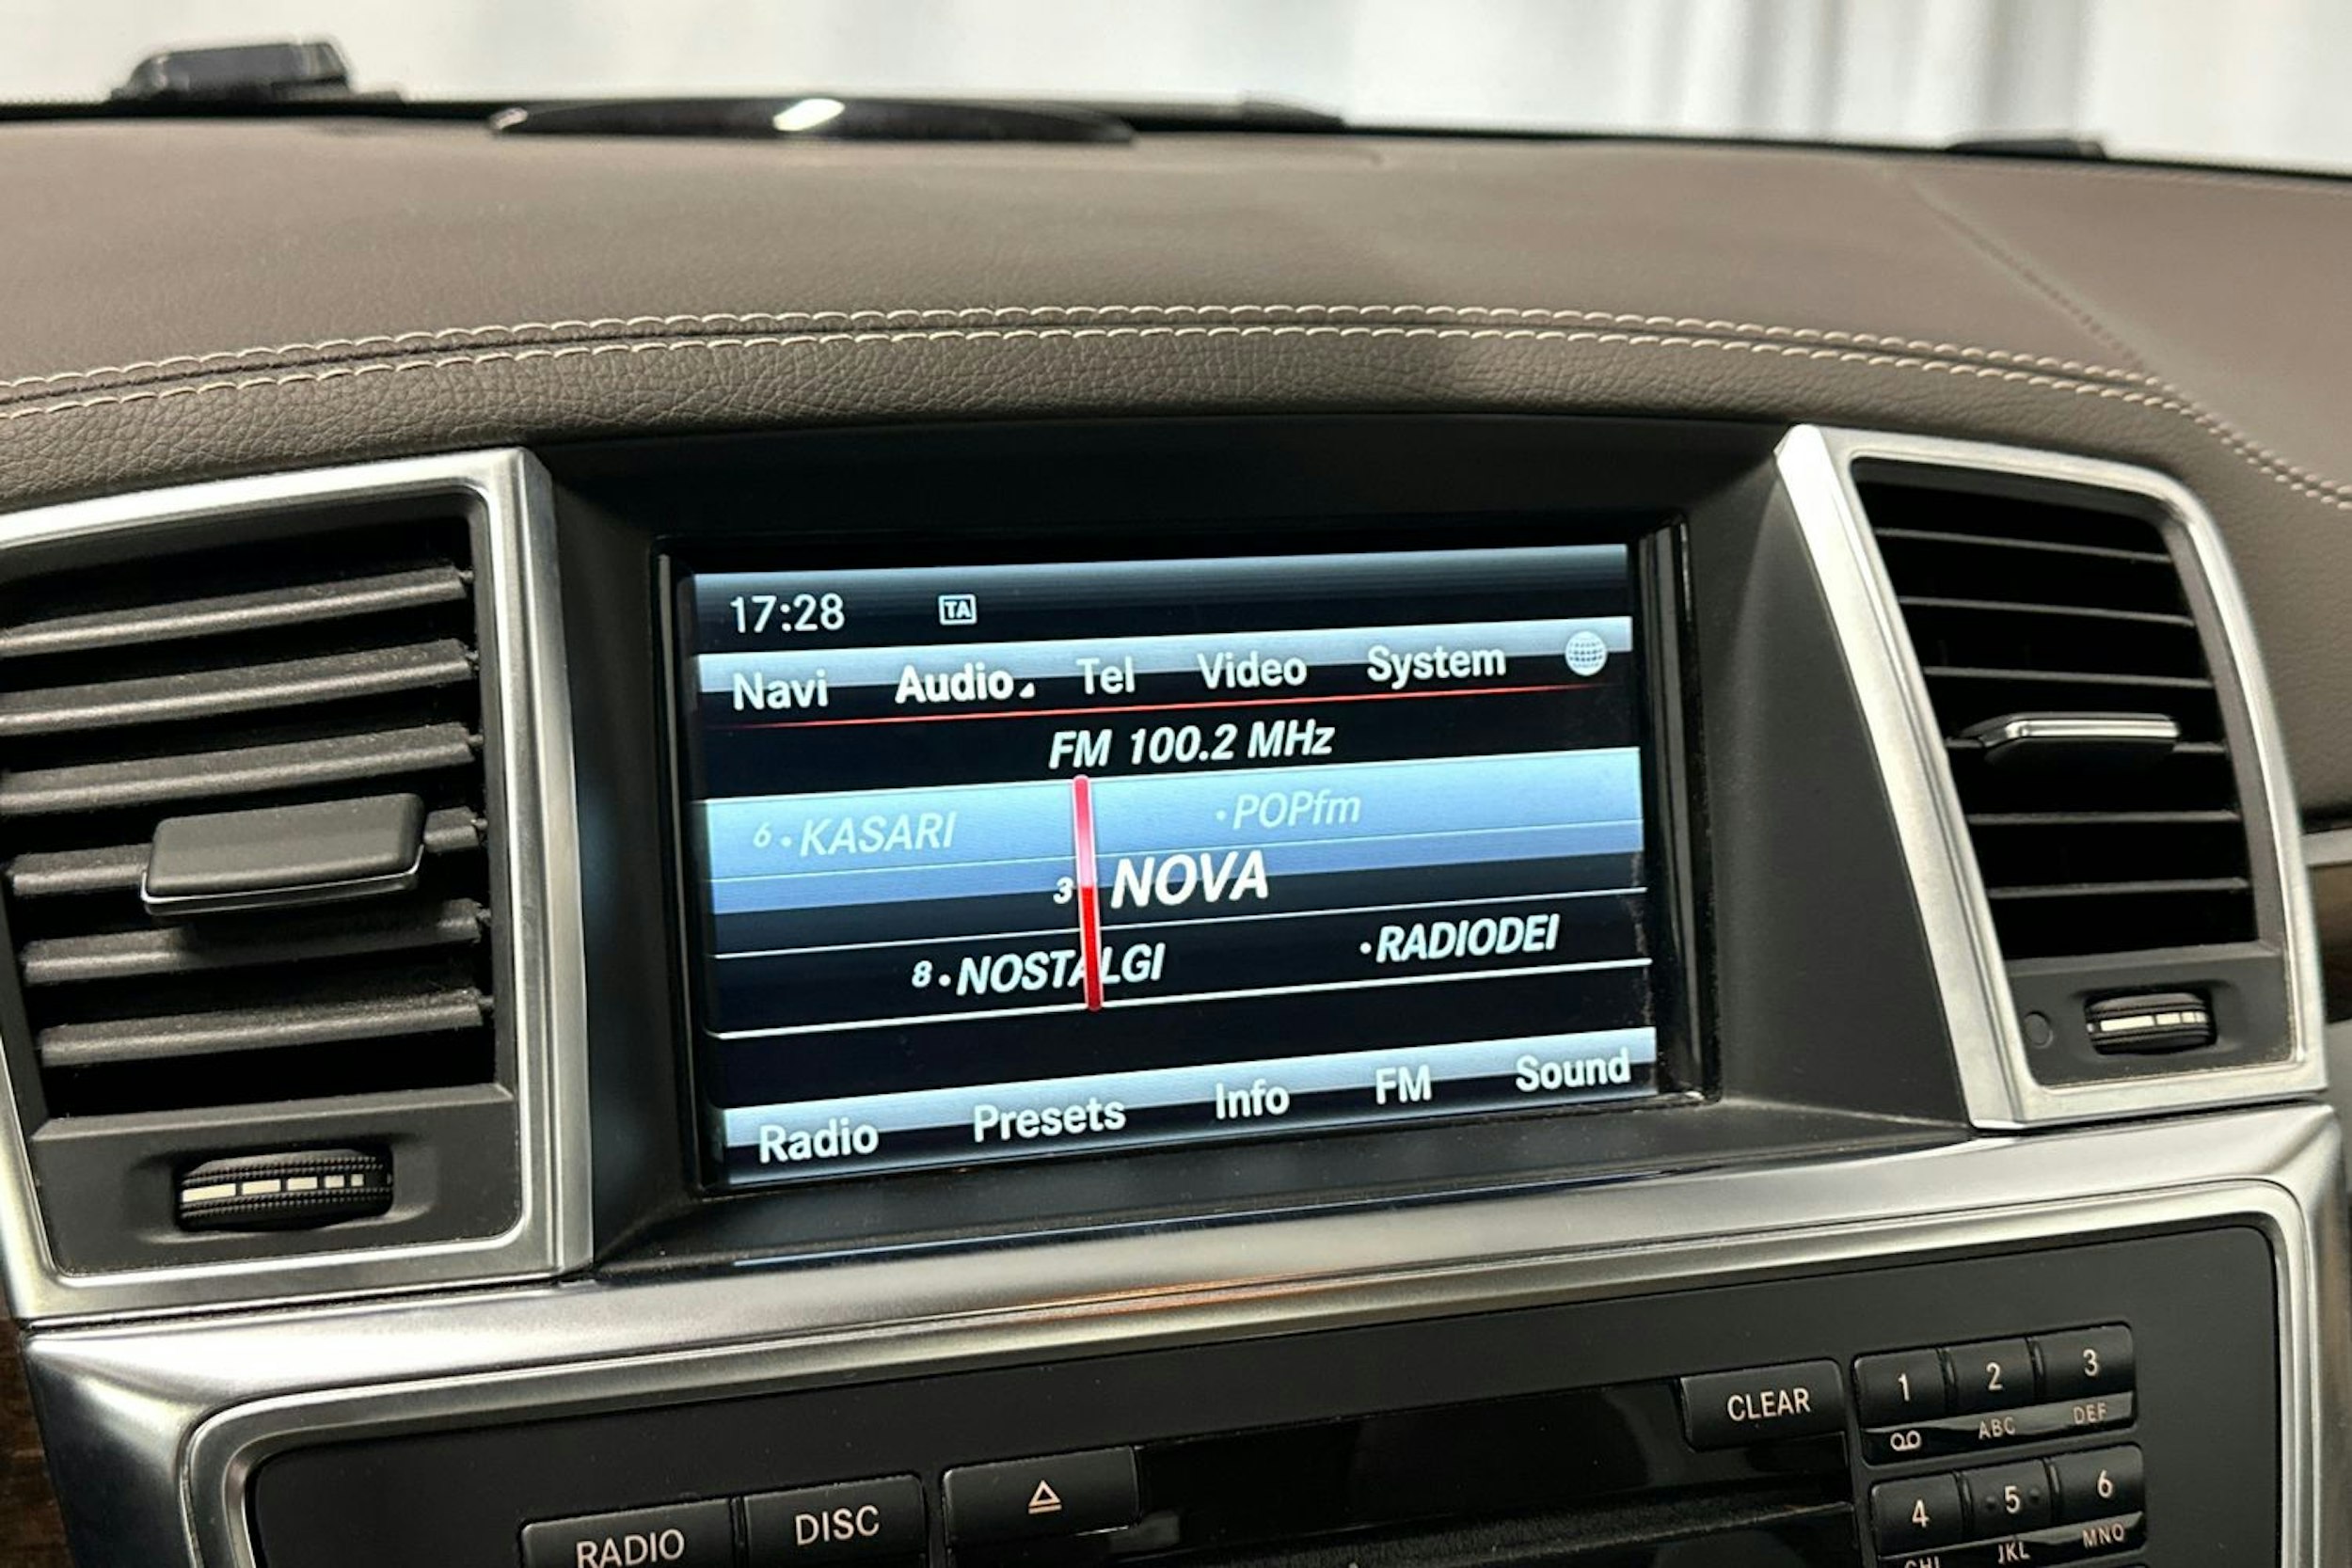 17:28 TA
Navi Audio Tel Video System
FM 100.2 MHz
6 • KASARI • POPfm
3 NOVA
8 • NOSTALGI • RADIODEI
Radio Presets Info FM Sound
CLEAR 1 2 3
ABC DEF
4 5 6
JKL MNO
RADIO DISC